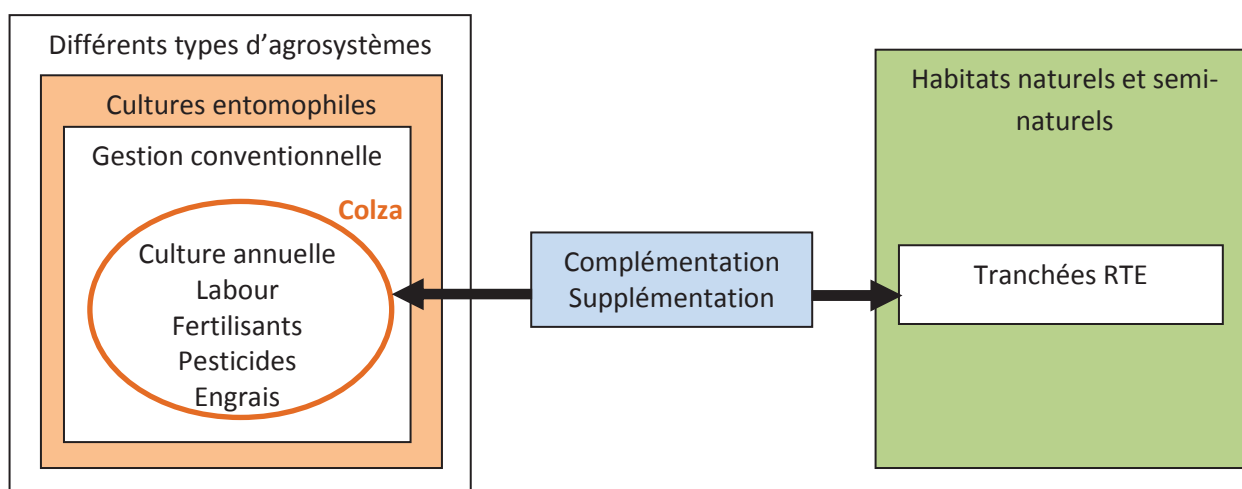 Différents types d'agrosystèmes
Cultures entomophiles
Gestion conventionnelle
Colza
Culture annuelle
Labour
Fertilisants
Pesticides
Engrais
Complémentation
Supplémentation
Habitats naturels et semi-
naturels
Tranchées RTE